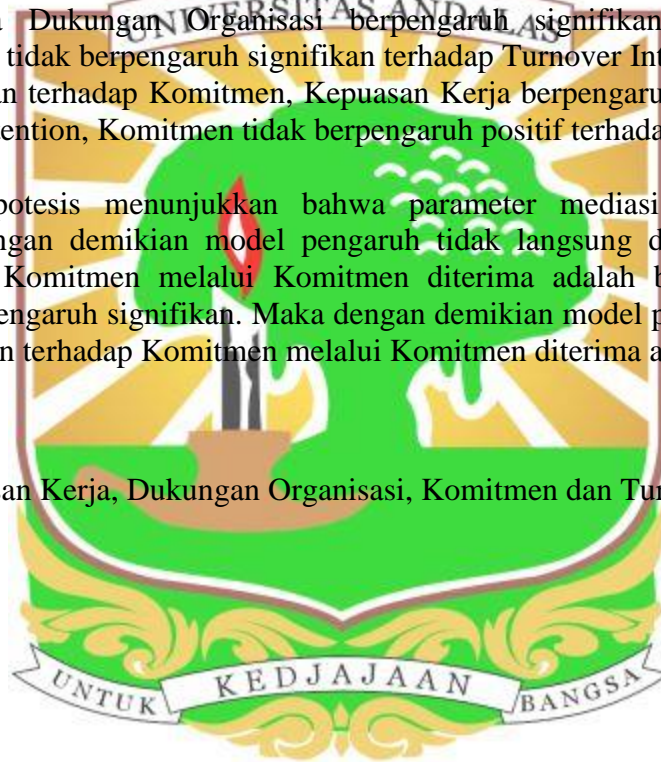 UNIVERSITAS ANDALAS
a Dukungan Organisasi berpengaruh signifikan
tidak berpengaruh signifikan terhadap Turnover Int
an terhadap Komitmen, Kepuasan Kerja berpengaru
ention, Komitmen tidak berpengaruh positif terhada
potesis menunjukkan bahwa parameter mediasi
ngan demikian model pengaruh tidak langsung d
Komitmen melalui Komitmen diterima adalah b
engaruh signifikan. Maka dengan demikian model p
n terhadap Komitmen melalui Komitmen diterima a
san Kerja, Dukungan Organisasi, Komitmen dan Tu
UNTUK KEDJAJAAN BANGSA